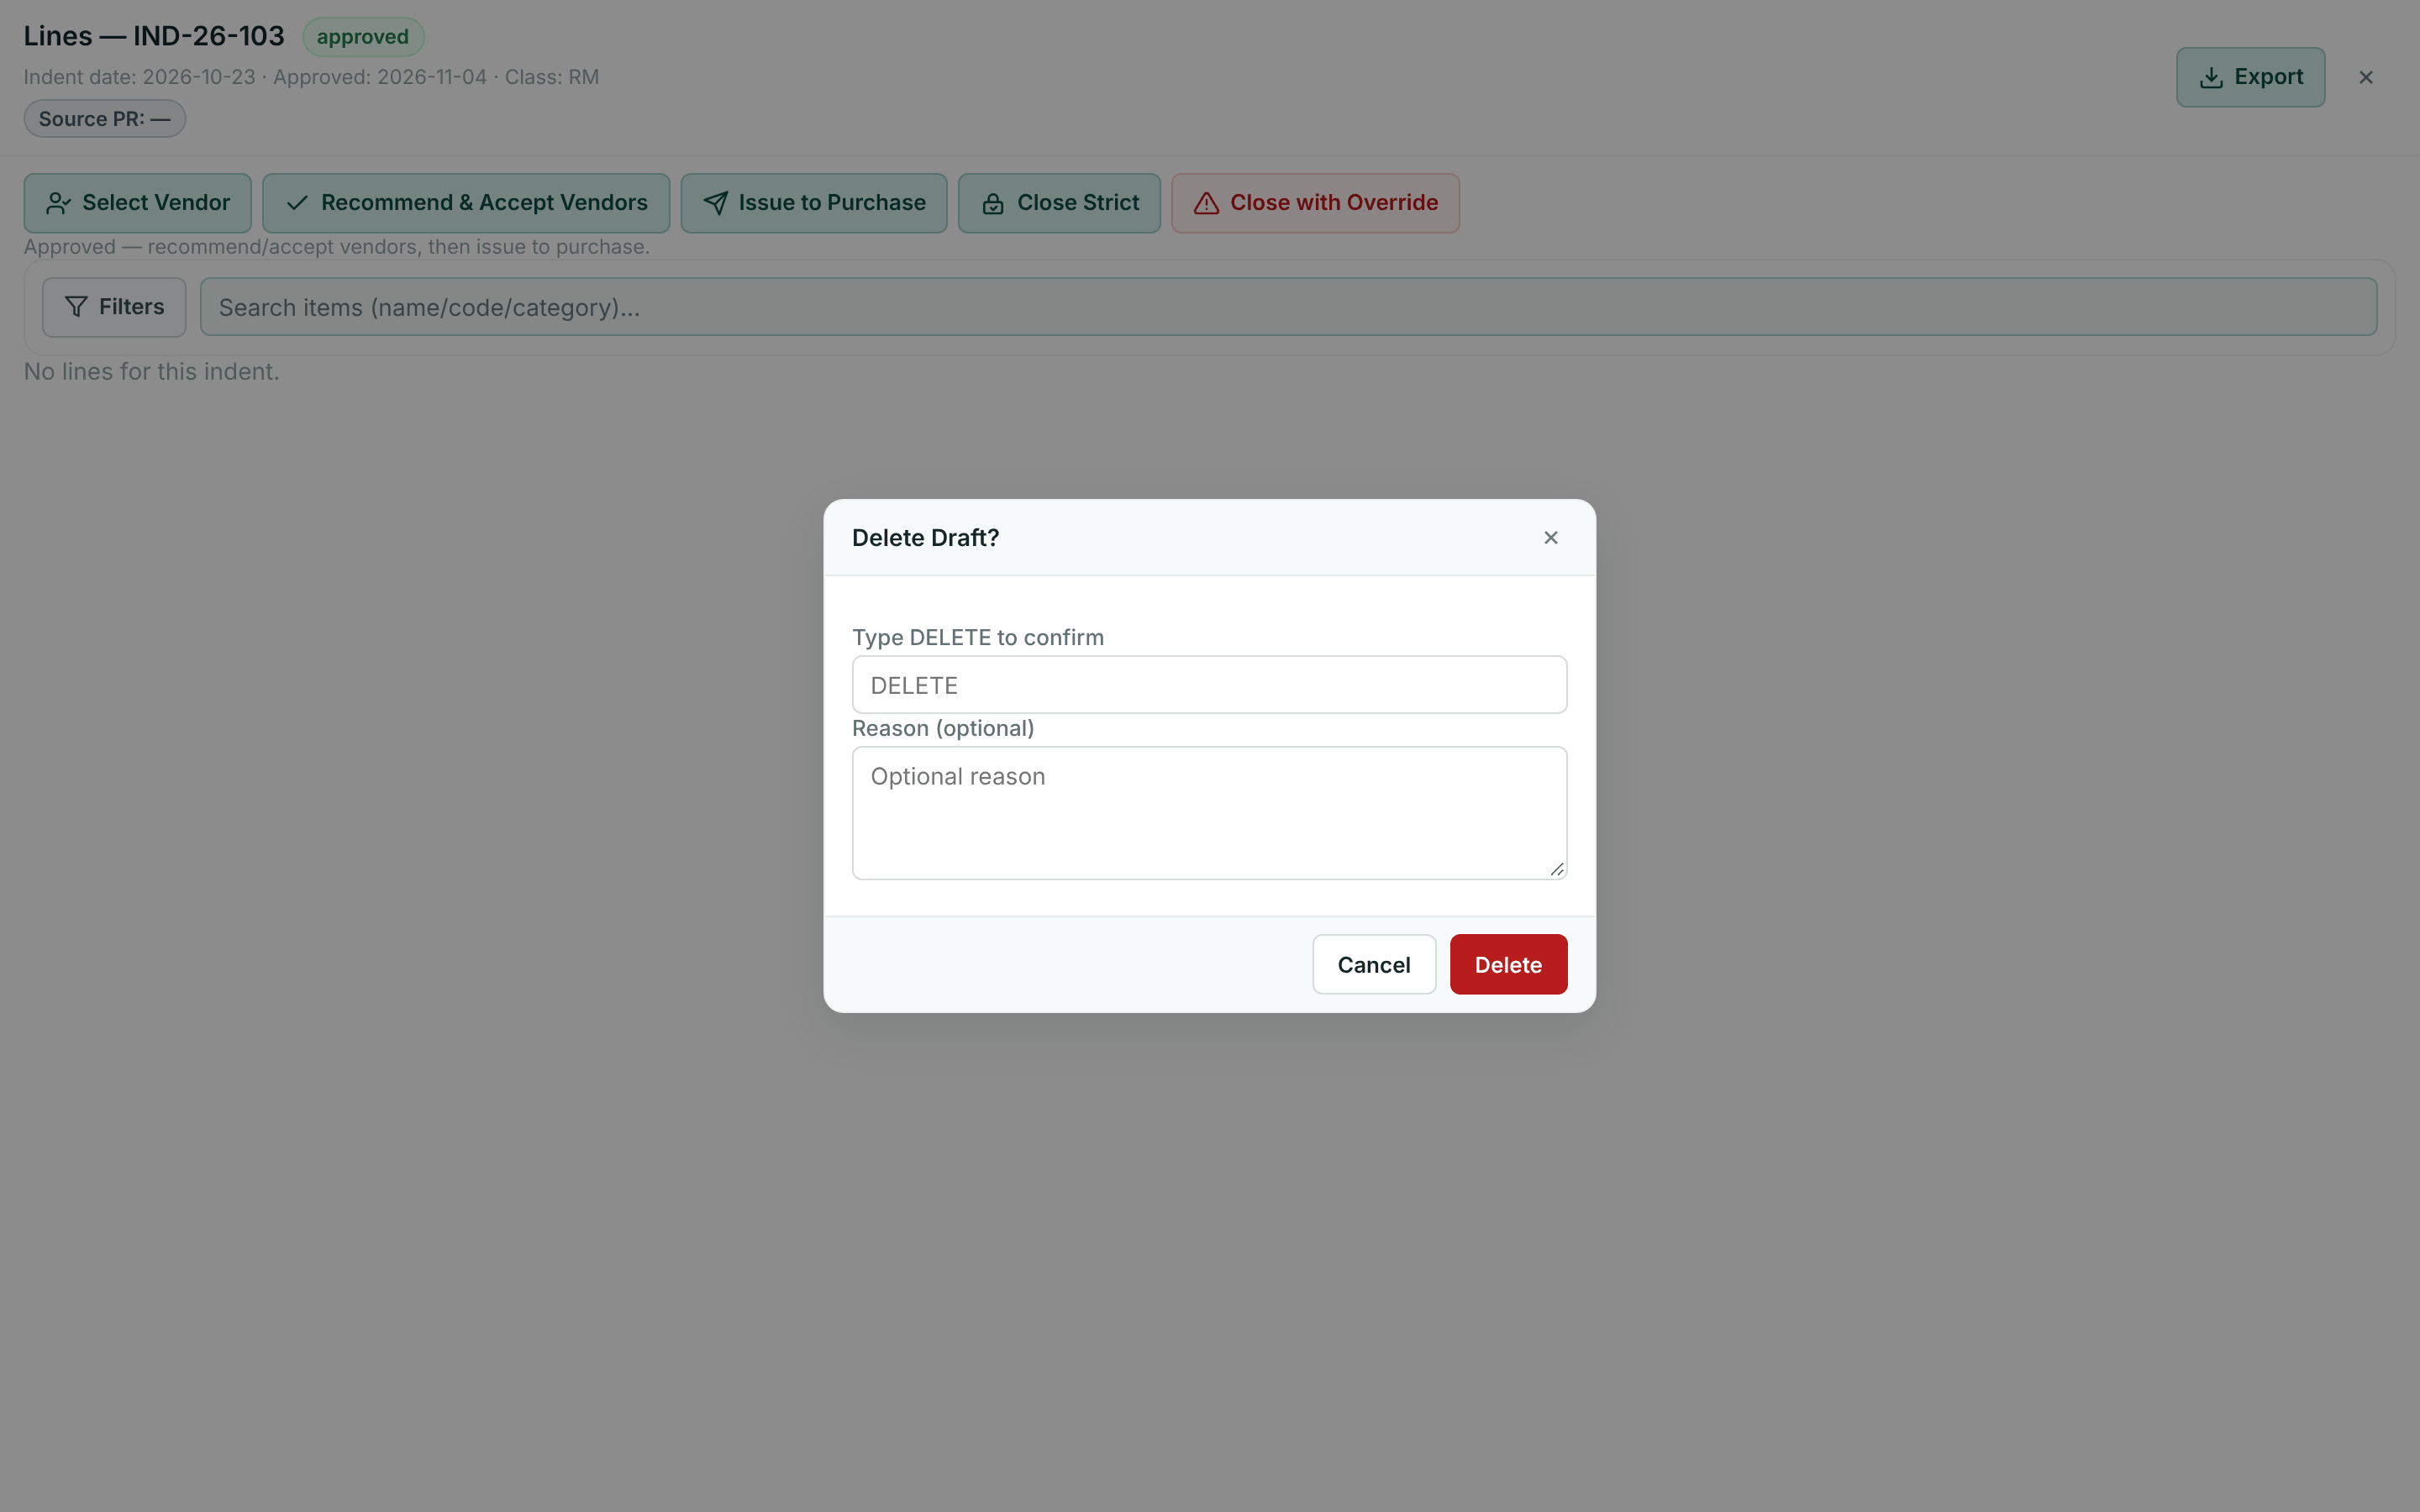 Lines — IND-26-103 approved
Indent date: 2026-10-23 · Approved: 2026-11-04 · Class: RM
Source PR: —
Export ×
Select Vendor Recommend & Accept Vendors Issue to Purchase Close Strict Close with Override
Approved — recommend/accept vendors, then issue to purchase.
Filters Search items (name/code/category)...
No lines for this indent.
Delete Draft? ×
Type DELETE to confirm
DELETE
Reason (optional)
Optional reason
Cancel Delete